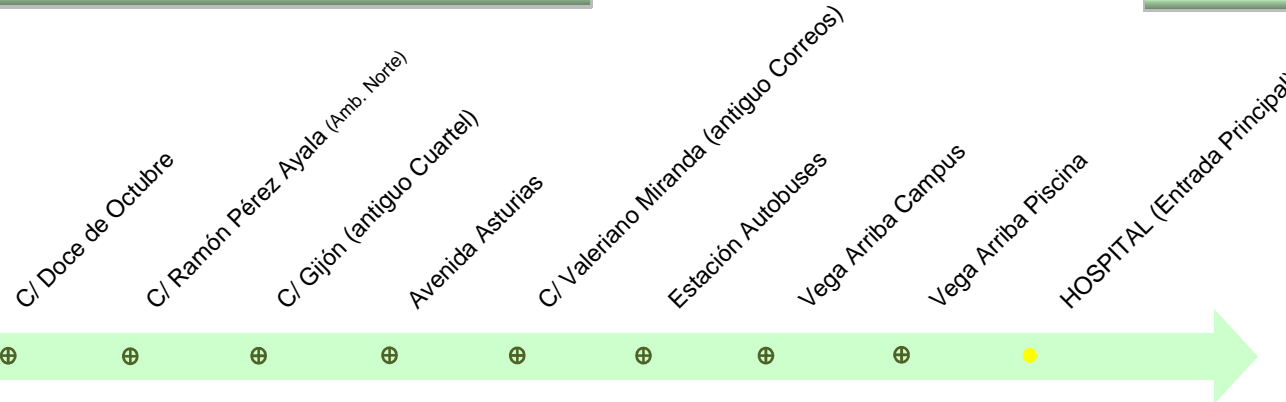 C/ Doce de Octubre
C/ Ramón Pérez Ayala (Amb. Norte)
C/ Gijón (antiguo Cuartel)
Avenida Asturias
C/ Valeriano Miranda (antiguo Correos)
Estación Autobuses
Vega Arriba Campus
Vega Arriba Piscina
HOSPITAL (Entrada Principal)